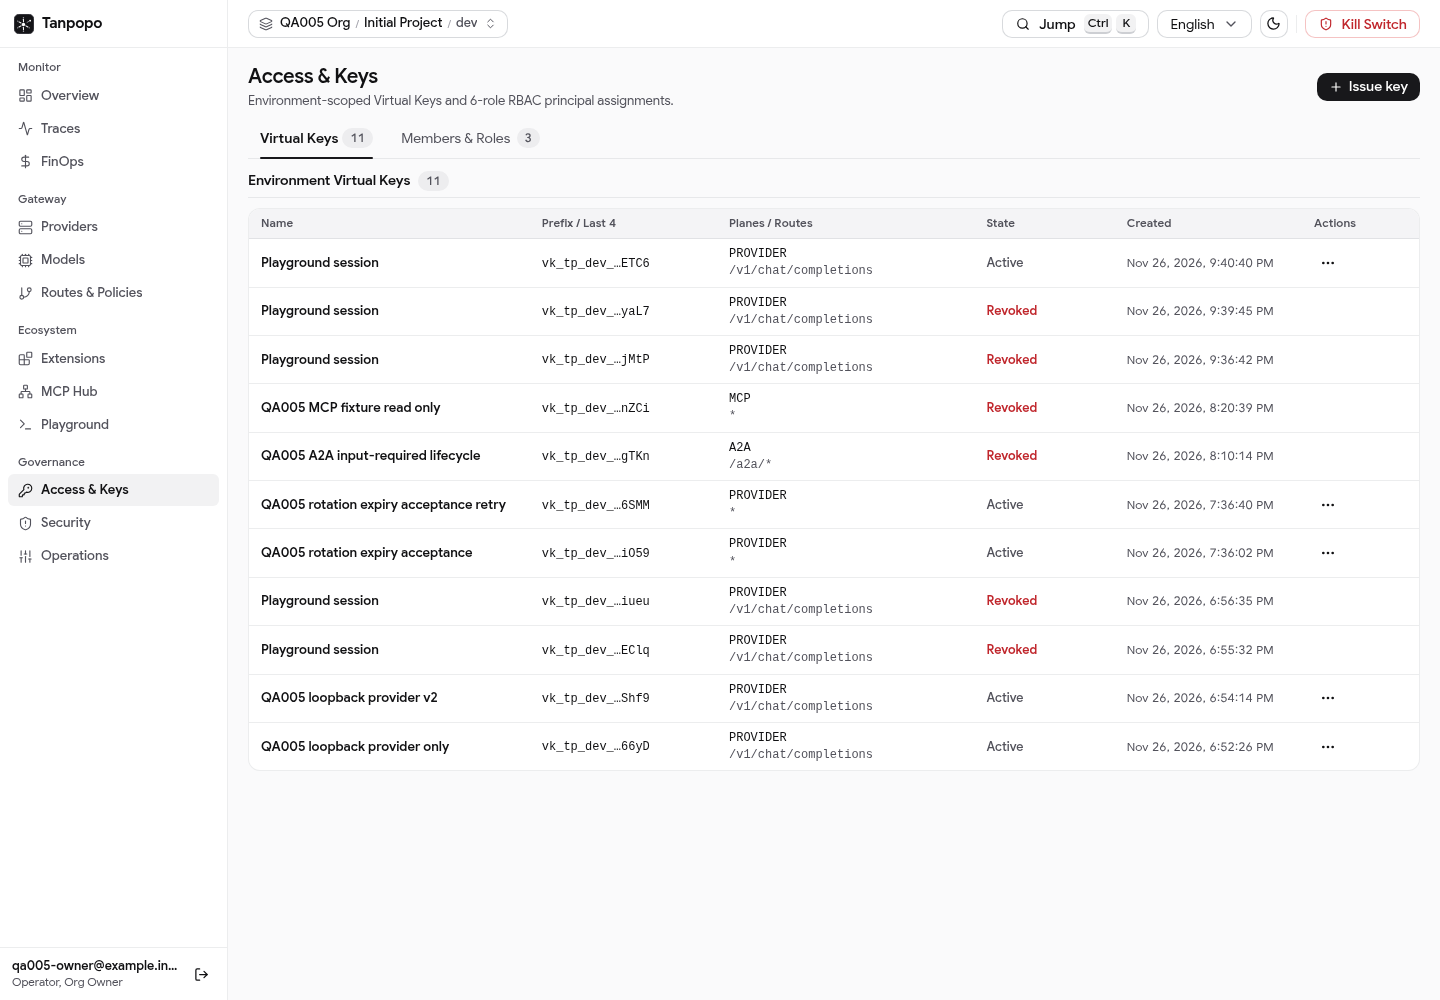 Tanpopo
QA005 Org / Initial Project / dev
Jump Ctrl K
English
Kill Switch
Monitor
Overview
Traces
FinOps
Gateway
Providers
Models
Routes & Policies
Ecosystem
Extensions
MCP Hub
Playground
Governance
Access & Keys
Security
Operations
qa005-owner@example.in...
Operator, Org Owner
Access & Keys
Environment-scoped Virtual Keys and 6-role RBAC principal assignments.
Issue key
Virtual Keys 11
Members & Roles 3
Environment Virtual Keys 11
Name Prefix / Last 4 Planes / Routes State Created Actions
Playground session vk_tp_dev_…ETC6 PROVIDER Active Nov 26, 2026, 9:40:40 PM
/v1/chat/completions
Playground session vk_tp_dev_…yaL7 PROVIDER Revoked Nov 26, 2026, 9:39:45 PM
/v1/chat/completions
Playground session vk_tp_dev_…jMtP PROVIDER Revoked Nov 26, 2026, 9:36:42 PM
/v1/chat/completions
QA005 MCP fixture read only vk_tp_dev_…nZCi MCP Revoked Nov 26, 2026, 8:20:39 PM
*
QA005 A2A input-required lifecycle vk_tp_dev_…gTKn A2A Revoked Nov 26, 2026, 8:10:14 PM
/a2a/*
QA005 rotation expiry acceptance retry vk_tp_dev_…6SMM PROVIDER Active Nov 26, 2026, 7:36:40 PM
*
QA005 rotation expiry acceptance vk_tp_dev_…iO59 PROVIDER Active Nov 26, 2026, 7:36:02 PM
*
Playground session vk_tp_dev_…iueu PROVIDER Revoked Nov 26, 2026, 6:56:35 PM
/v1/chat/completions
Playground session vk_tp_dev_…EClq PROVIDER Revoked Nov 26, 2026, 6:55:32 PM
/v1/chat/completions
QA005 loopback provider v2 vk_tp_dev_…Shf9 PROVIDER Active Nov 26, 2026, 6:54:14 PM
/v1/chat/completions
QA005 loopback provider only vk_tp_dev_…66yD PROVIDER Active Nov 26, 2026, 6:52:26 PM
/v1/chat/completions